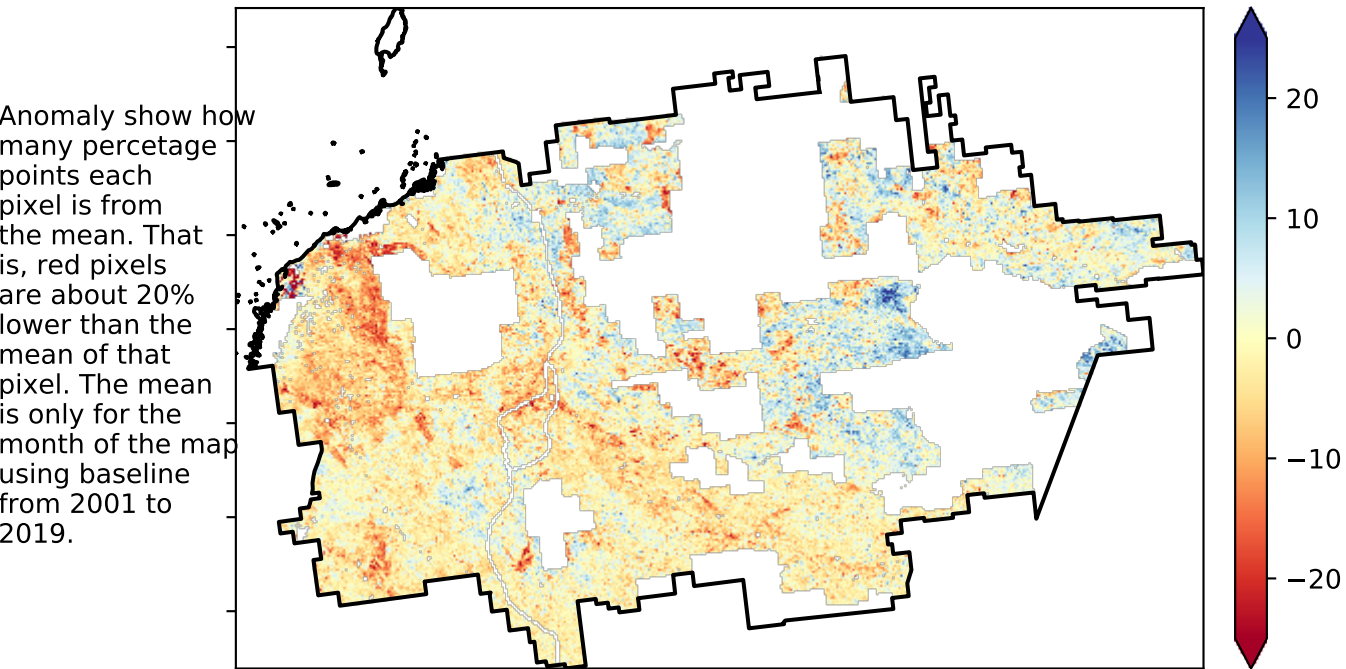 Anomaly show how
many percetage
points each
pixel is from
the mean. That
is, red pixels
are about 20%
lower than the
mean of that
pixel. The mean
is only for the
month of the map
using baseline
from 2001 to
2019.
20
10
0
−10
−20